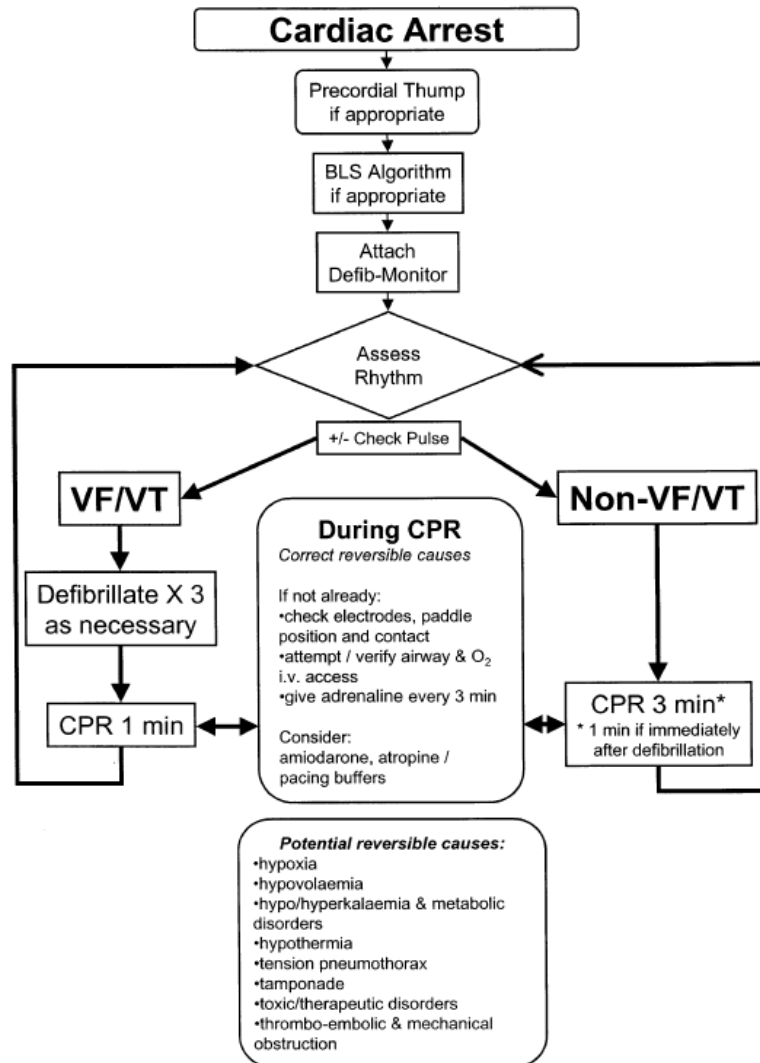 Cardiac Arrest
Precordial Thump
if appropriate
BLS Algorithm
if appropriate
Attach
Defib-Monitor
Assess
Rhythm
+/- Check Pulse
VF/VT
Non-VF/VT
Defibrillate X 3
as necessary
CPR 1 min
During CPR
Correct reversible causes
If not already:
•check electrodes, paddle
position and contact
•attempt / verify airway & O₂
i.v. access
•give adrenaline every 3 min
Consider:
amiodarone, atropine /
pacing buffers
CPR 3 min*
* 1 min if immediately
after defibrillation
Potential reversible causes:
•hypoxia
•hypovolaemia
•hypo/hyperkalaemia & metabolic
disorders
•hypothermia
•tension pneumothorax
•tamponade
•toxic/therapeutic disorders
•thrombo-embolic & mechanical
obstruction